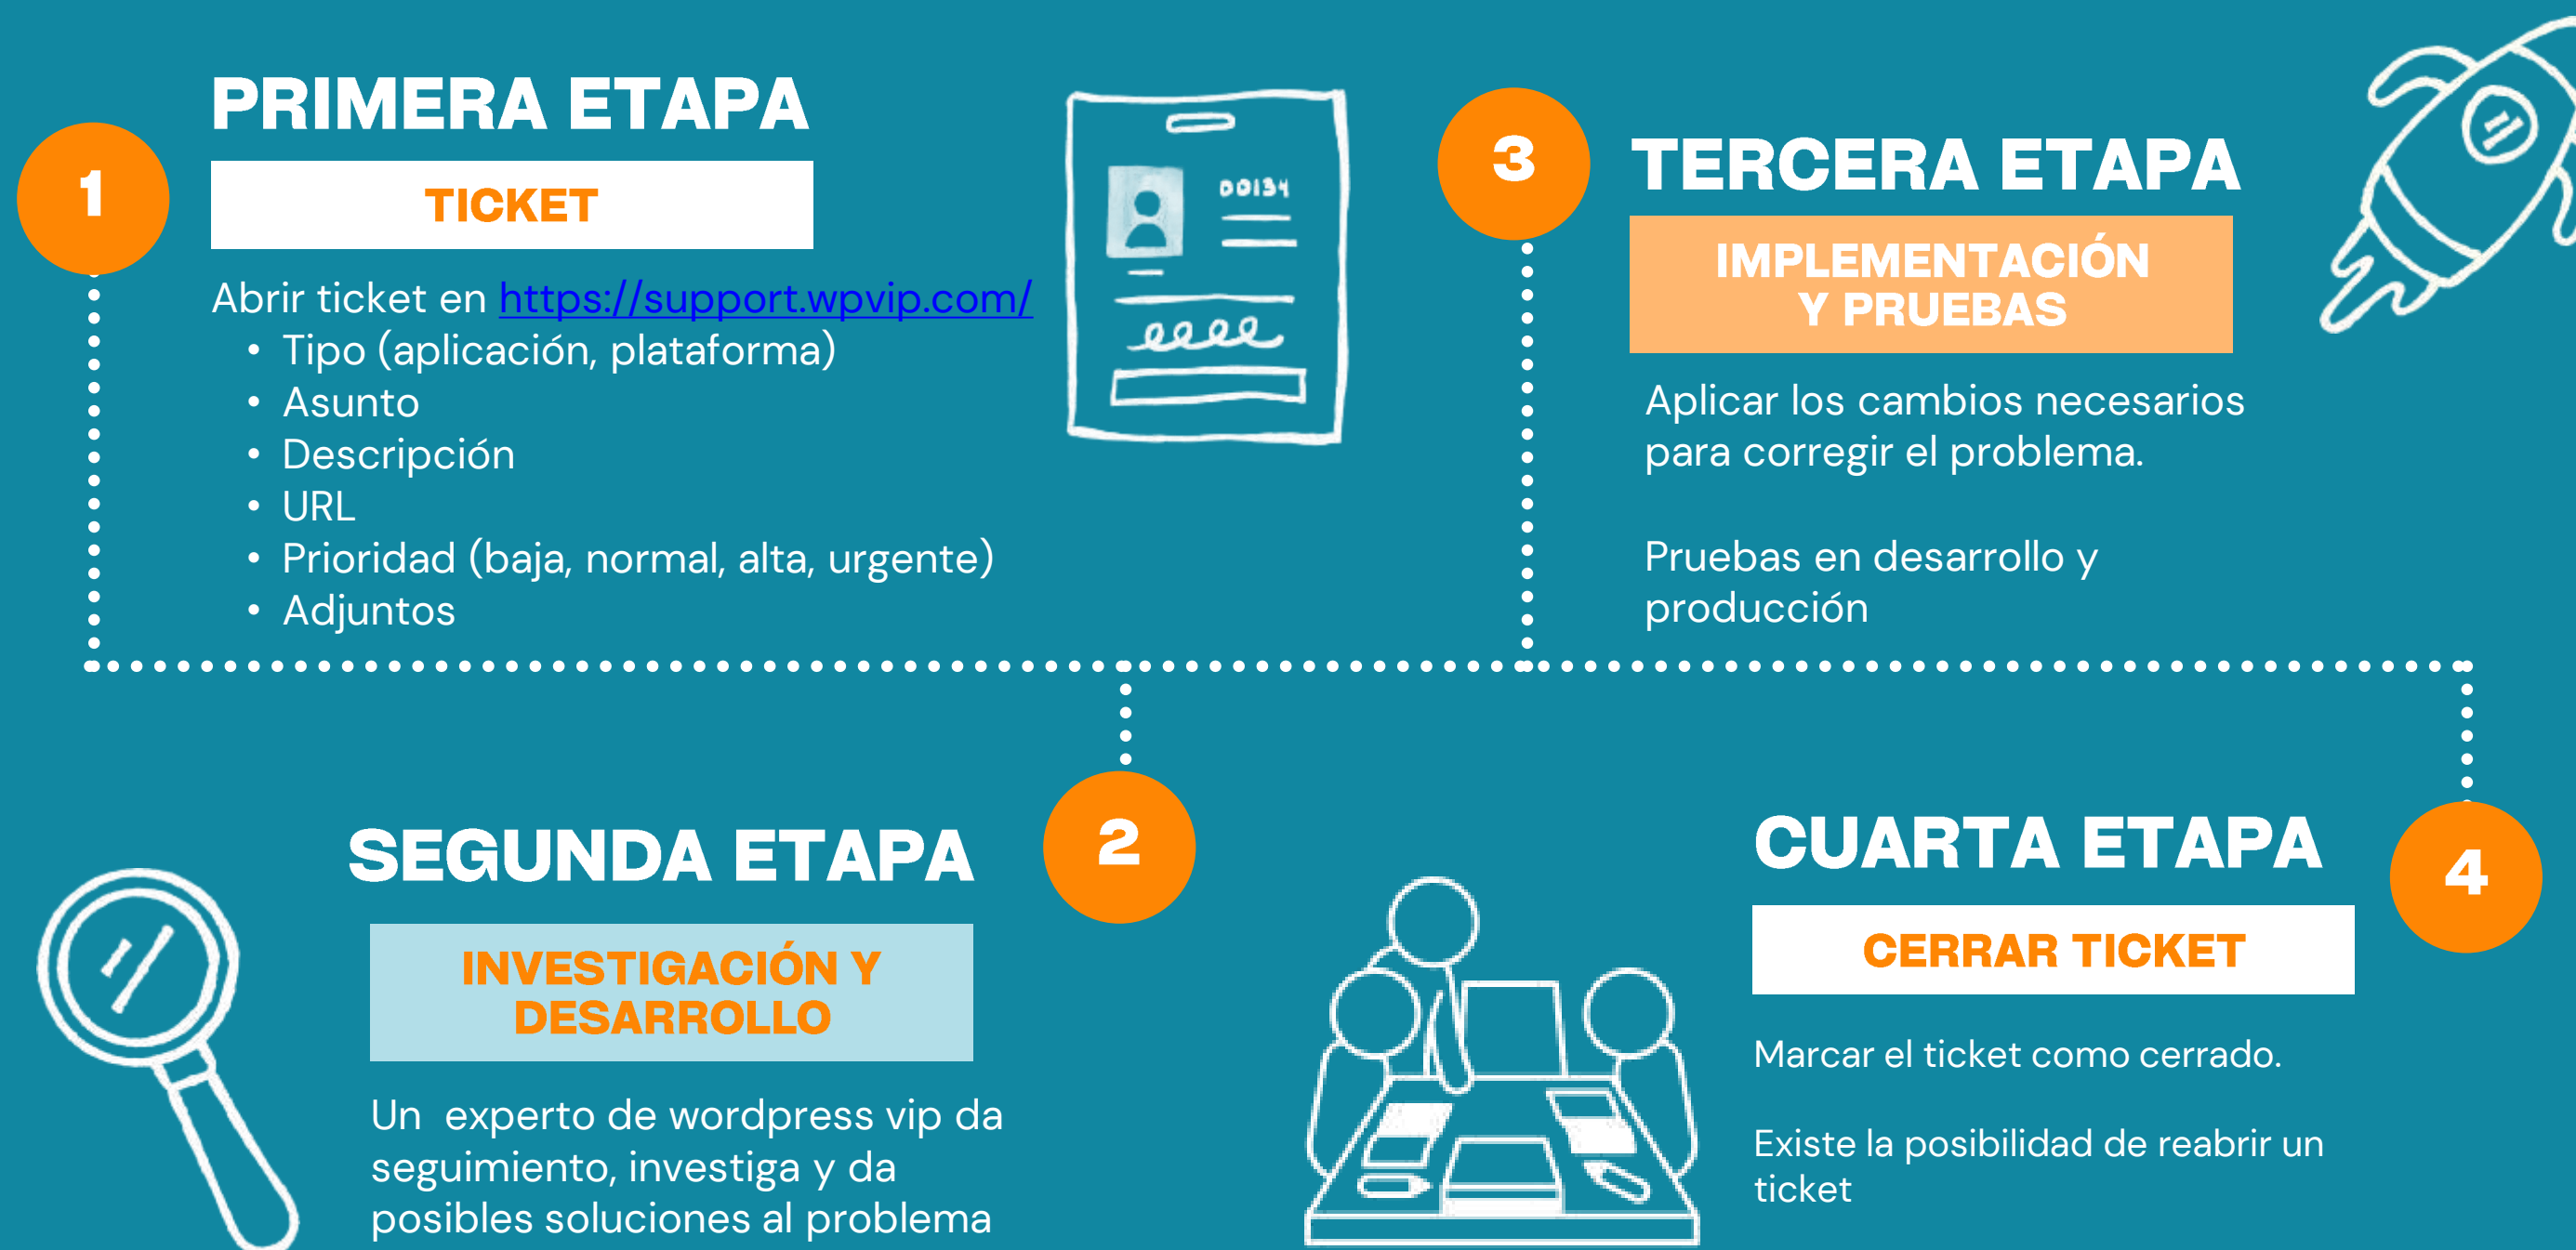 1
PRIMERA ETAPA
TICKET
Abrir ticket en https://support.wpvip.com/
• Tipo (aplicación, plataforma)
• Asunto
• Descripción
• URL
• Prioridad (baja, normal, alta, urgente)
• Adjuntos
00134
2
SEGUNDA ETAPA
INVESTIGACIÓN Y
DESARROLLO
Un experto de wordpress vip da
seguimiento, investiga y da
posibles soluciones al problema
3
TERCERA ETAPA
IMPLEMENTACIÓN
Y PRUEBAS
Aplicar los cambios necesarios
para corregir el problema.
Pruebas en desarrollo y
producción
4
CUARTA ETAPA
CERRAR TICKET
Marcar el ticket como cerrado.
Existe la posibilidad de reabrir un
ticket